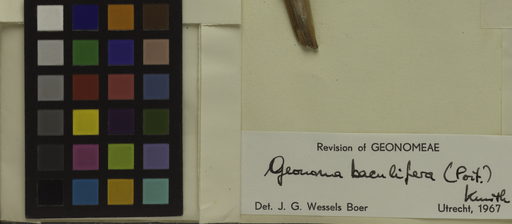 Revision of GEONOMEAE
Geonoma baculifera (Poit.)
Kunth
Det. J. G. Wessels Boer Utrecht, 1967